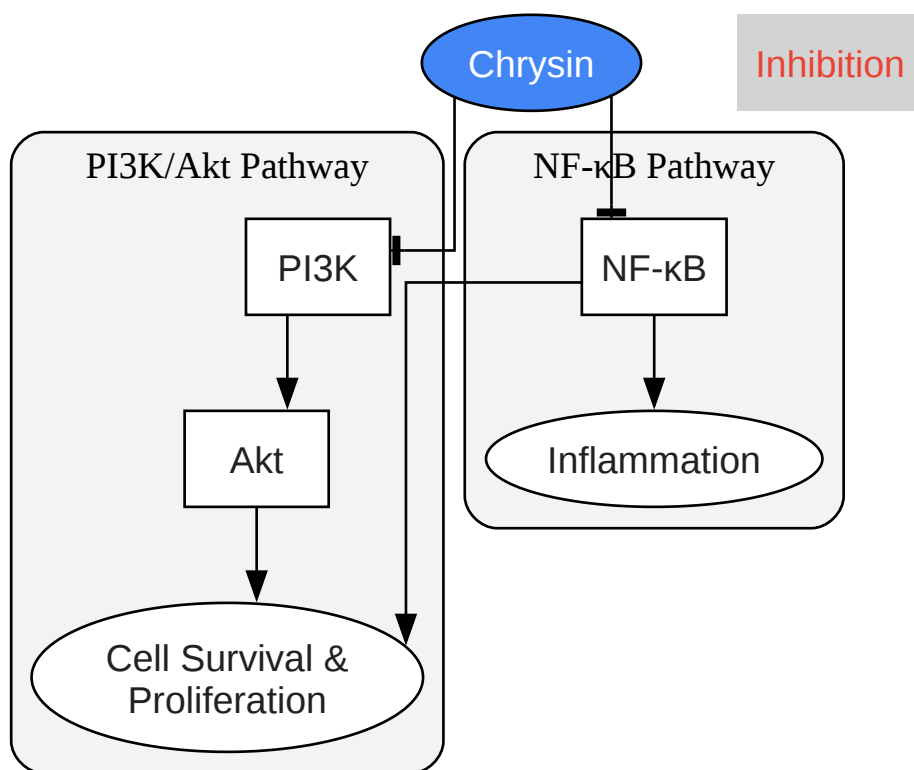 Chrysin
Inhibition
PI3K/Akt Pathway
NF-κB Pathway
PI3K
NF-κB
Akt
Inflammation
Cell Survival &
Proliferation